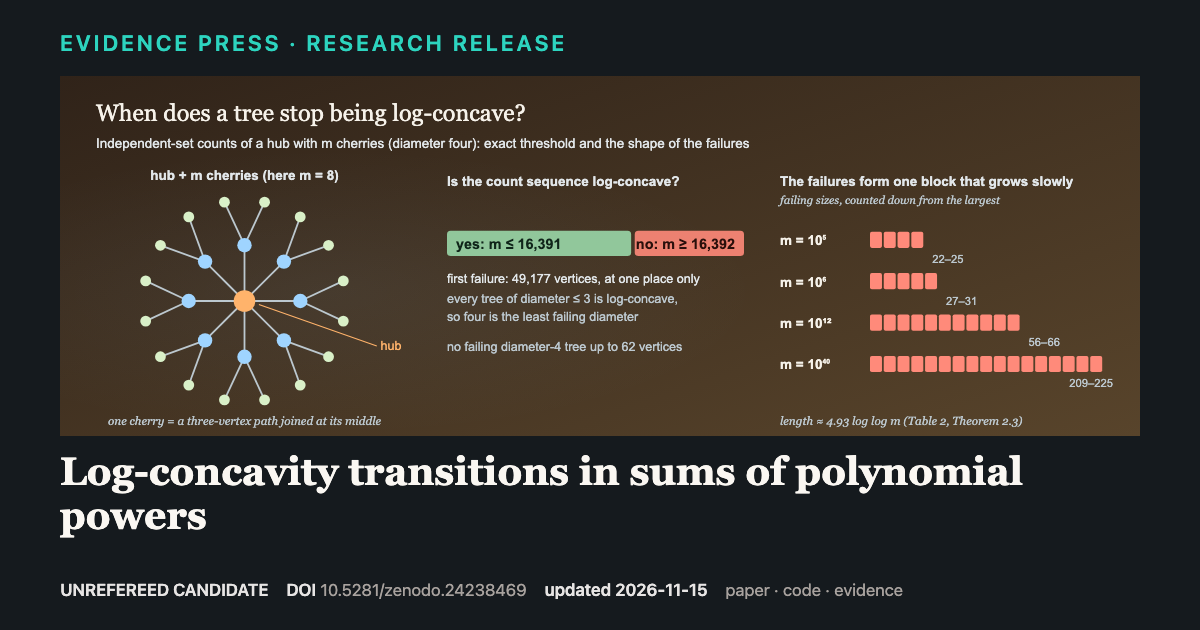 EVIDENCE PRESS · RESEARCH RELEASE
When does a tree stop being log-concave?
Independent-set counts of a hub with m cherries (diameter four): exact threshold and the shape of the failures
hub + m cherries (here m = 8)
hub
one cherry = a three-vertex path joined at its middle
Is the count sequence log-concave?
yes: m ≤ 16,391
no: m ≥ 16,392
first failure: 49,177 vertices, at one place only
every tree of diameter ≤ 3 is log-concave,
so four is the least failing diameter
no failing diameter-4 tree up to 62 vertices
The failures form one block that grows slowly
failing sizes, counted down from the largest
m = 10⁵
22–25
m = 10⁶
27–31
m = 10¹²
56–66
m = 10⁴⁰
209–225
length ≈ 4.93 log log m (Table 2, Theorem 2.3)
Log-concavity transitions in sums of polynomial
powers
UNREFEREED CANDIDATE DOI 10.5281/zenodo.24238469 updated 2026-11-15 paper · code · evidence